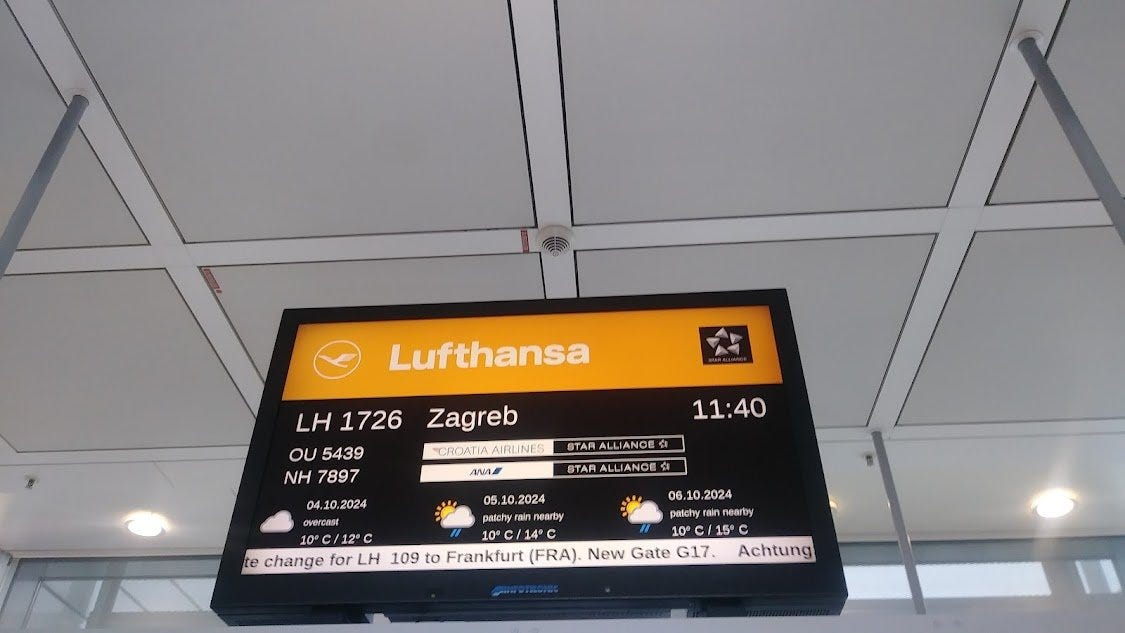 Lufthansa
STAR ALLIANCE
LH 1726 Zagreb 11:40
OU 5439 CROATIA AIRLINES STAR ALLIANCE
NH 7897 ANA STAR ALLIANCE
04.10.2024 05.10.2024 06.10.2024
overcast patchy rain nearby patchy rain nearby
10° C / 12° C 10° C / 14° C 10° C / 15° C
te change for LH 109 to Frankfurt (FRA). New Gate G17. Achtung